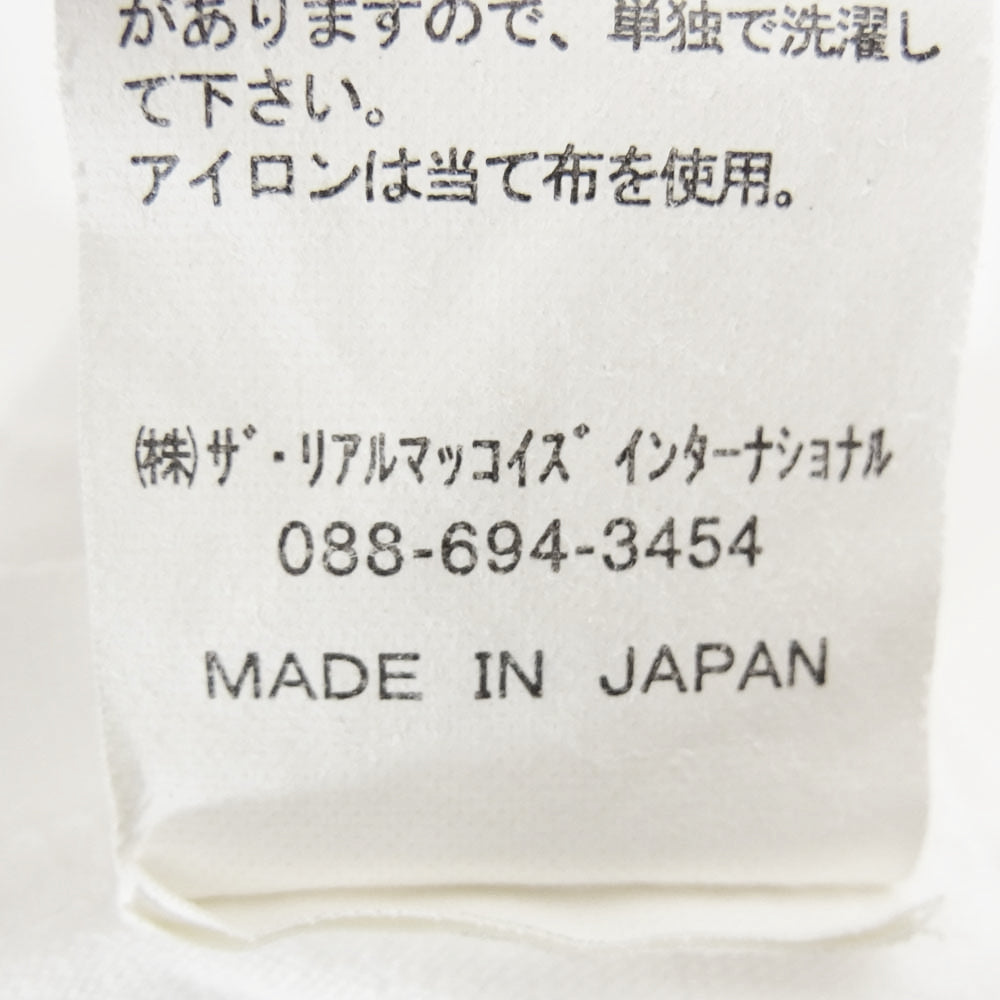 がありますので、単独で洗濯し
て下さい。
アイロンは当て布を使用。
㈱ｻﾞ・ﾘｱﾙﾏｯｺｲｽﾞ ｲﾝﾀｰﾅｼｮﾅﾙ
088-694-3454
MADE IN JAPAN